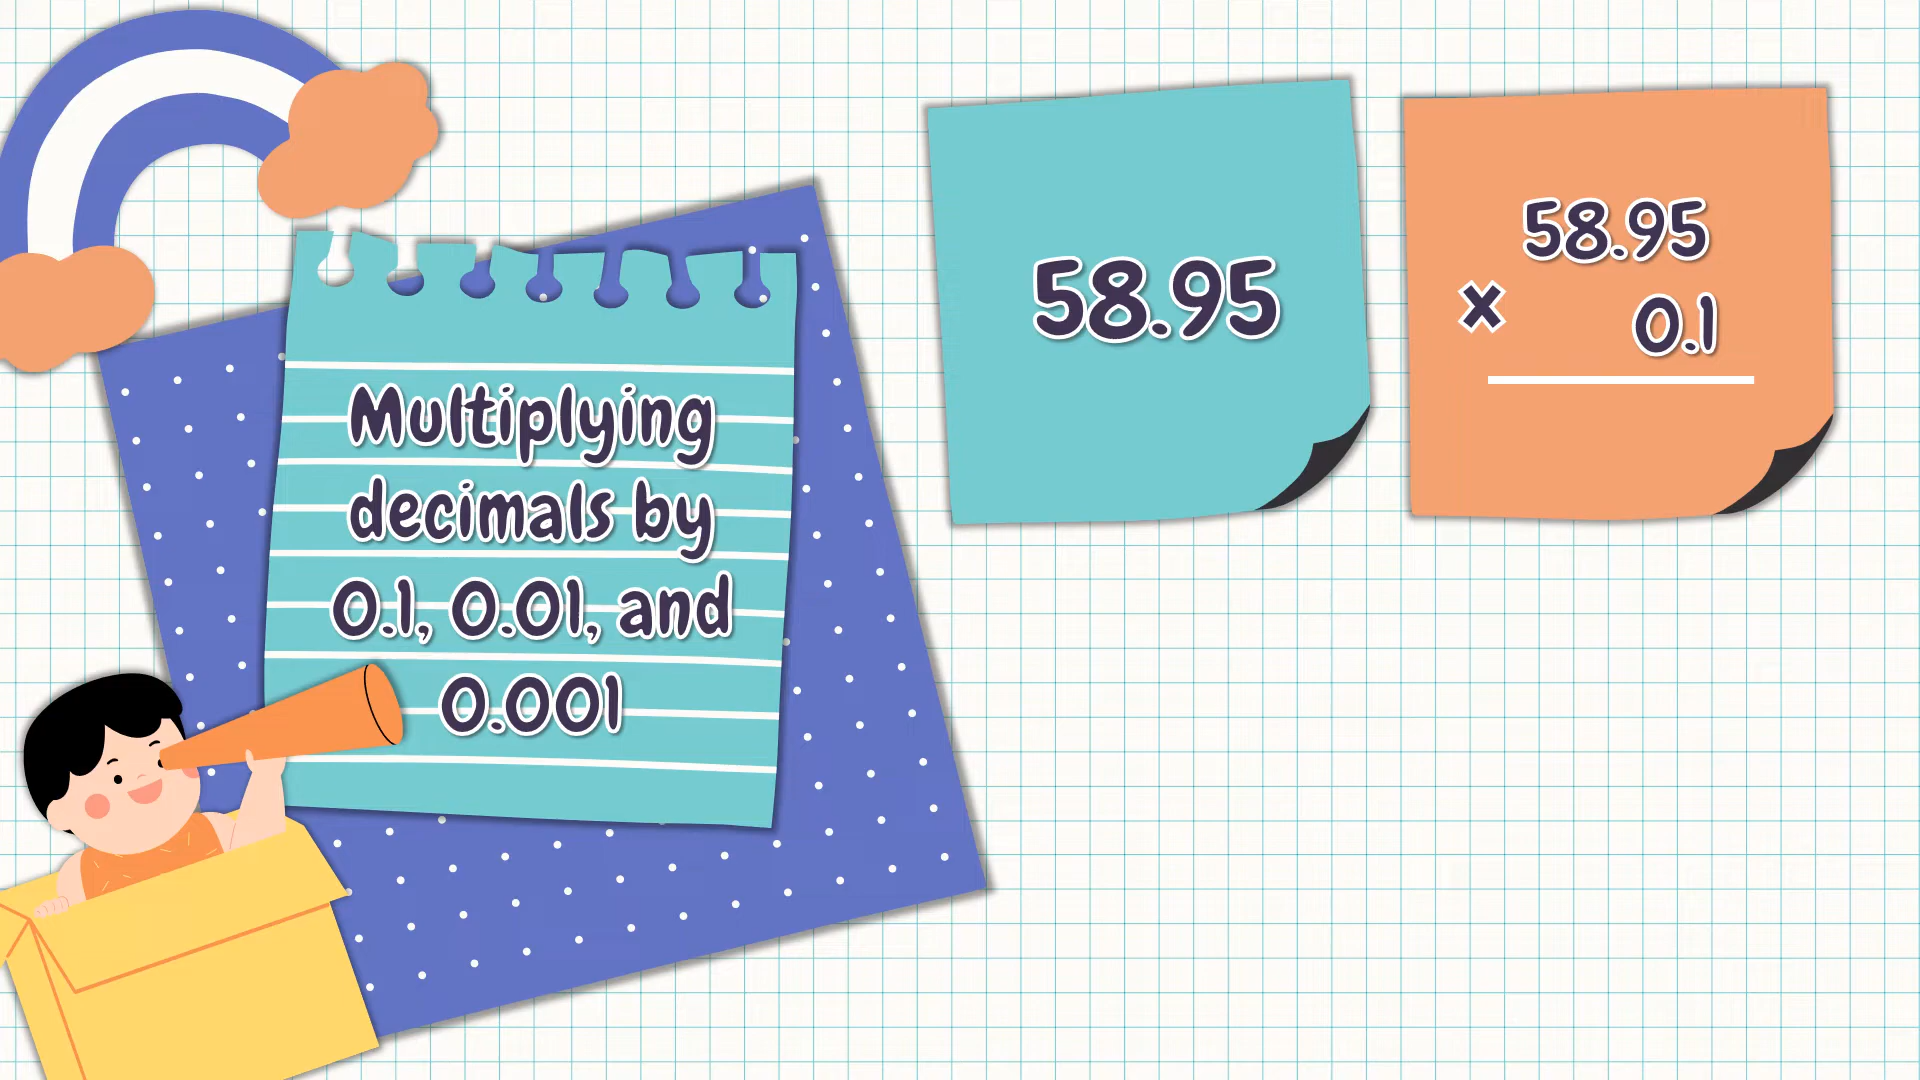 Multiplying
decimals by
0.1, 0.01, and
0.001
58.95
58.95
x 0.1